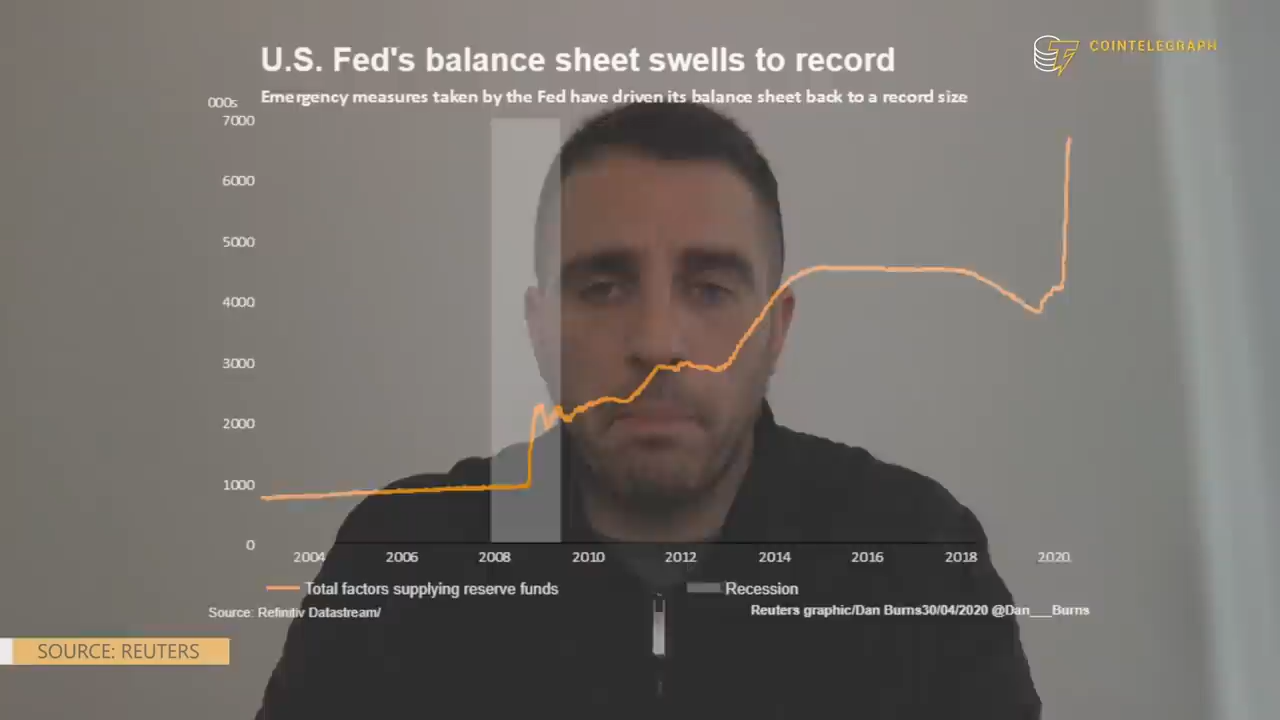 U.S. Fed's balance sheet swells to record
COINTELEGRAPH
Emergency measures taken by the Fed have driven its balance sheet back to a record size
000s
7000
6000
5000
4000
3000
2000
1000
0
2004 2006 2008 2010 2012 2014 2016 2018 2020
Total factors supplying reserve funds Recession
Source: Refinitiv Datastream/ Reuters graphic/Dan Burns30/04/2020 @Dan___Burns
SOURCE: REUTERS